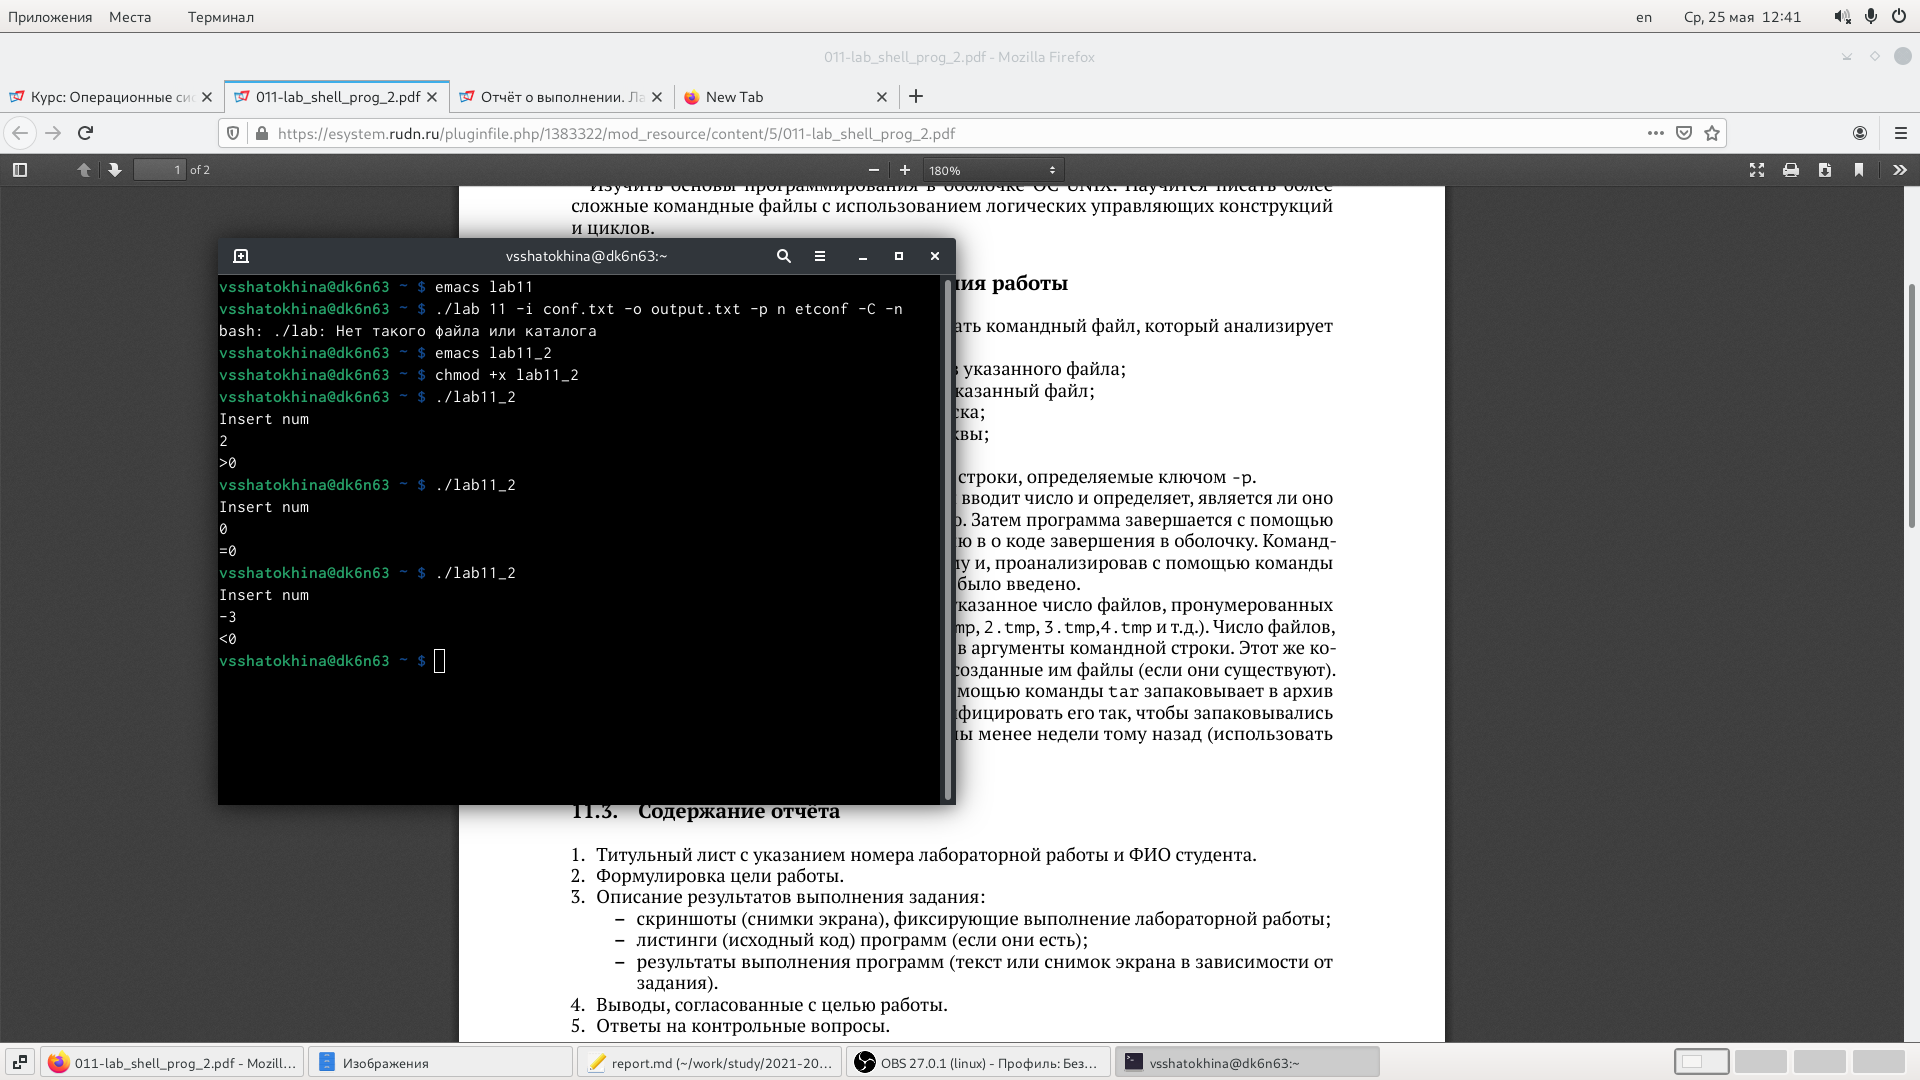 Приложения Места Терминал en Ср, 25 мая 12:41
011-lab_shell_prog_2.pdf - Mozilla Firefox
Курс: Операционные си 011-lab_shell_prog_2.pdf Отчёт о выполнении. Ла New Tab
https://esystem.rudn.ru/pluginfile.php/1383322/mod_resource/content/5/011-lab_shell_prog_2.pdf
1 of 2 180%
Изучить основы программирования в оболочке ОС UNIX. Научится писать более
сложные командные файлы с использованием логических управляющих конструкций
и циклов.
vsshatokhina@dk6n63:~
vsshatokhina@dk6n63 ~ $ emacs lab11
vsshatokhina@dk6n63 ~ $ ./lab 11 -i conf.txt -o output.txt -p n etconf -C -n
bash: ./lab: Нет такого файла или каталога
vsshatokhina@dk6n63 ~ $ emacs lab11_2
vsshatokhina@dk6n63 ~ $ chmod +x lab11_2
vsshatokhina@dk6n63 ~ $ ./lab11_2
Insert num
2
>0
vsshatokhina@dk6n63 ~ $ ./lab11_2
Insert num
0
=0
vsshatokhina@dk6n63 ~ $ ./lab11_2
Insert num
-3
<0
vsshatokhina@dk6n63 ~ $
ния работы
ать командный файл, который анализирует
з указанного файла;
казанный файл;
ска;
квы;
строки, определяемые ключом -p.
вводит число и определяет, является ли оно
о. Затем программа завершается с помощью
ю в о коде завершения в оболочку. Команд-
му и, проанализировав с помощью команды
было введено.
указанное число файлов, пронумерованных
mp, 2.tmp, 3.tmp,4.tmp и т.д.). Число файлов,
в аргументы командной строки. Этот же ко-
созданные им файлы (если они существуют).
мощью команды tar запаковывает в архив
ифицировать его так, чтобы запаковывались
ны менее недели тому назад (использовать
11.3. Содержание отчёта
1. Титульный лист с указанием номера лабораторной работы и ФИО студента.
2. Формулировка цели работы.
3. Описание результатов выполнения задания:
– скриншоты (снимки экрана), фиксирующие выполнение лабораторной работы;
– листинги (исходный код) программ (если они есть);
– результаты выполнения программ (текст или снимок экрана в зависимости от
задания).
4. Выводы, согласованные с целью работы.
5. Ответы на контрольные вопросы.
011-lab_shell_prog_2.pdf - Mozill... Изображения report.md (~/work/study/2021-20... OBS 27.0.1 (linux) - Профиль: Без... vsshatokhina@dk6n63:~